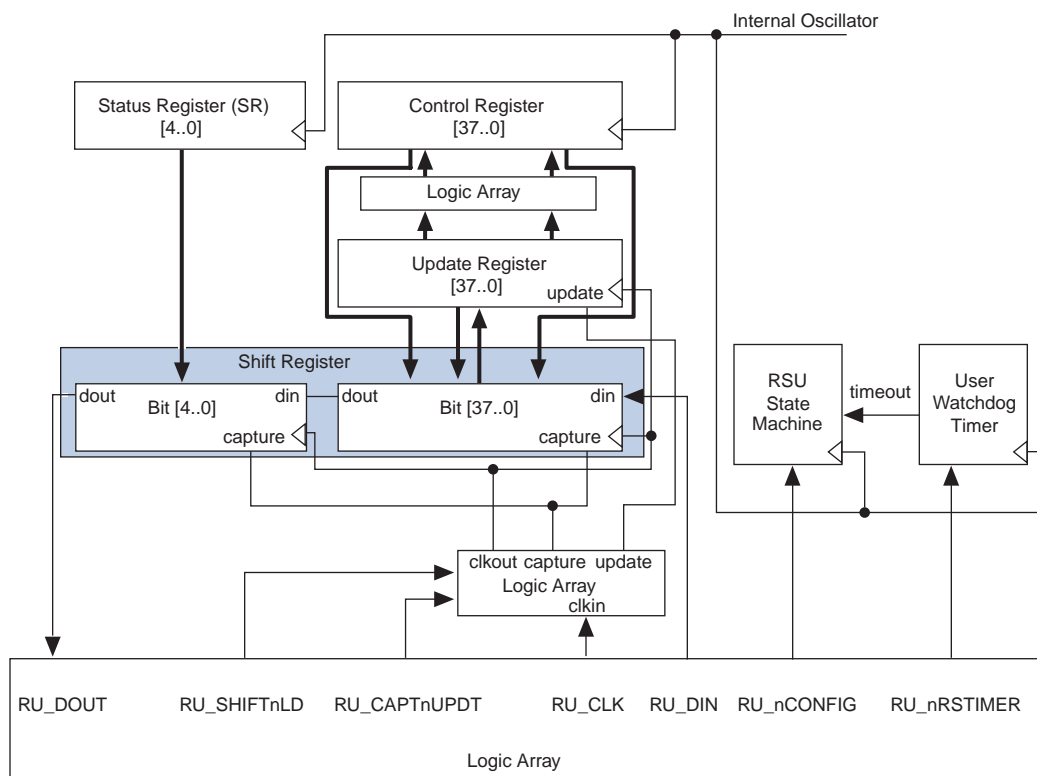 Internal Oscillator
Status Register (SR)
[4..0]
Control Register
[37..0]
Logic Array
Update Register
[37..0]
update
Shift Register
dout
din
Bit [4..0]
capture
dout
din
Bit [37..0]
capture
RSU
State
Machine
timeout
User
Watchdog
Timer
clkout capture update
Logic Array
clkin
RU_DOUT RU_SHIFTnLD RU_CAPTnUPDT RU_CLK RU_DIN RU_nCONFIG RU_nRSTIMER
Logic Array